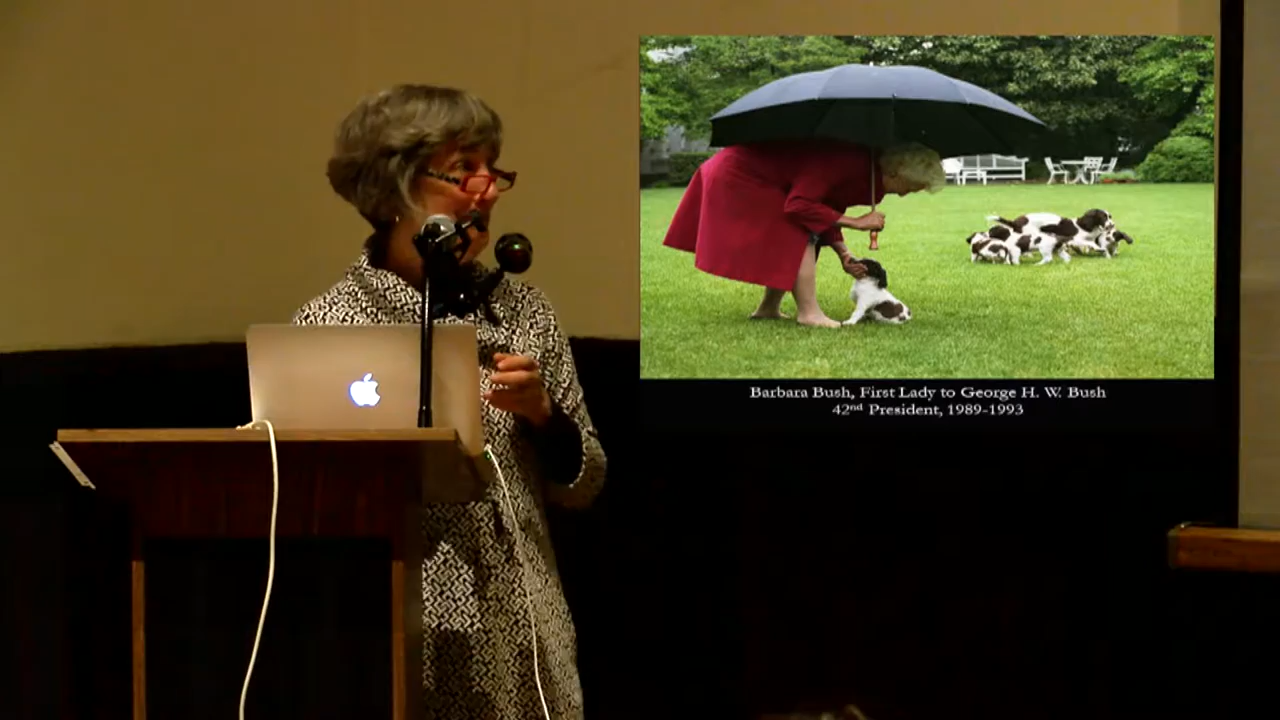 Barbara Bush, First Lady to George H. W. Bush
42nd President, 1989-1993